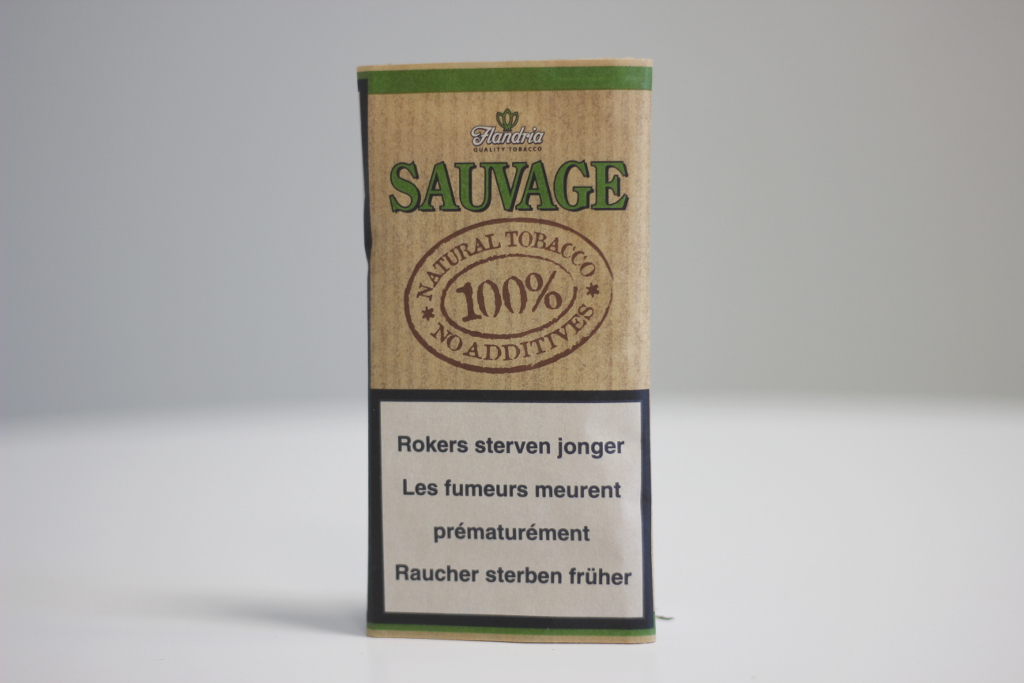 Flandria
QUALITY TOBACCO
SAUVAGE
NATURAL TOBACCO
100%
NO ADDITIVES
Rokers sterven jonger
Les fumeurs meurent
prématurément
Raucher sterben früher